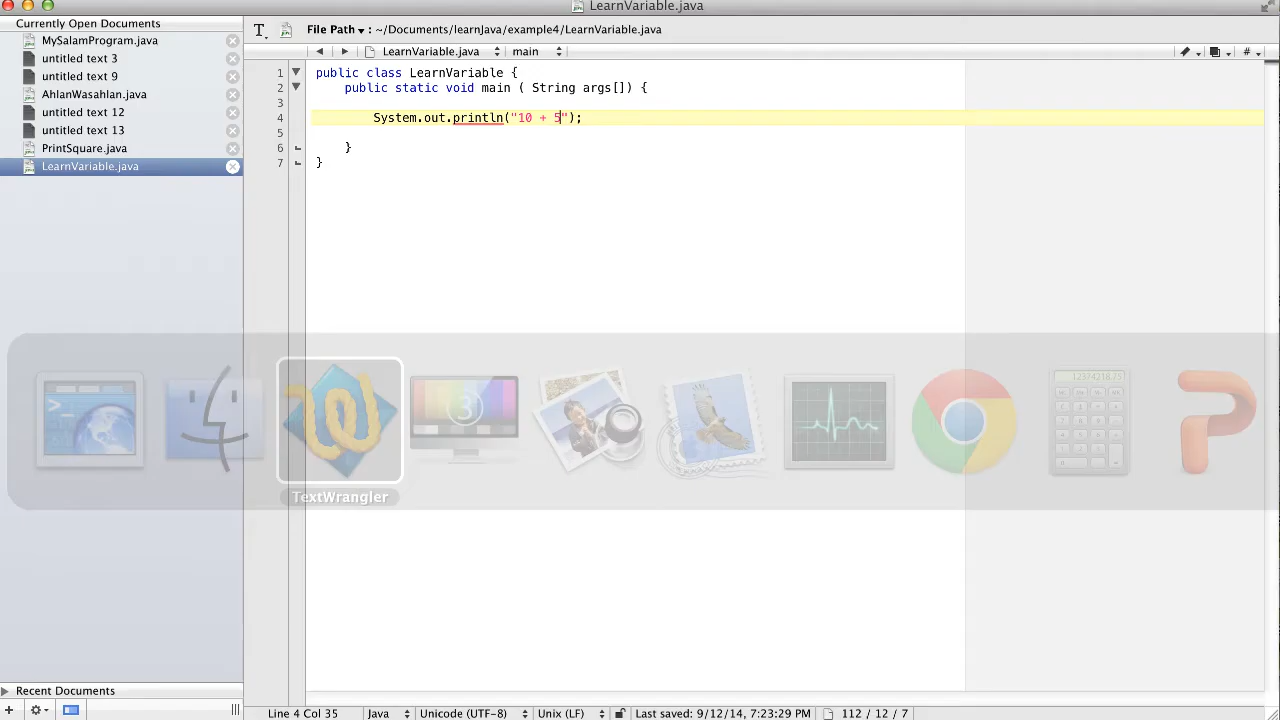 LearnVariable.java
Currently Open Documents
MySalamProgram.java
untitled text 3
untitled text 9
AhlanWasahlan.java
untitled text 12
untitled text 13
PrintSquare.java
LearnVariable.java
File Path : ~/Documents/learnJava/example4/LearnVariable.java
LearnVariable.java main #
1 public class LearnVariable {
2 public static void main ( String args[]) {
3
4 System.out.println("10 + 5");
5
6 }
7 }
3
12374218.75
TextWrangler
Recent Documents
Line 4 Col 35 Java Unicode (UTF-8) Unix (LF) Last saved: 9/12/14, 7:23:29 PM 112 / 12 / 7